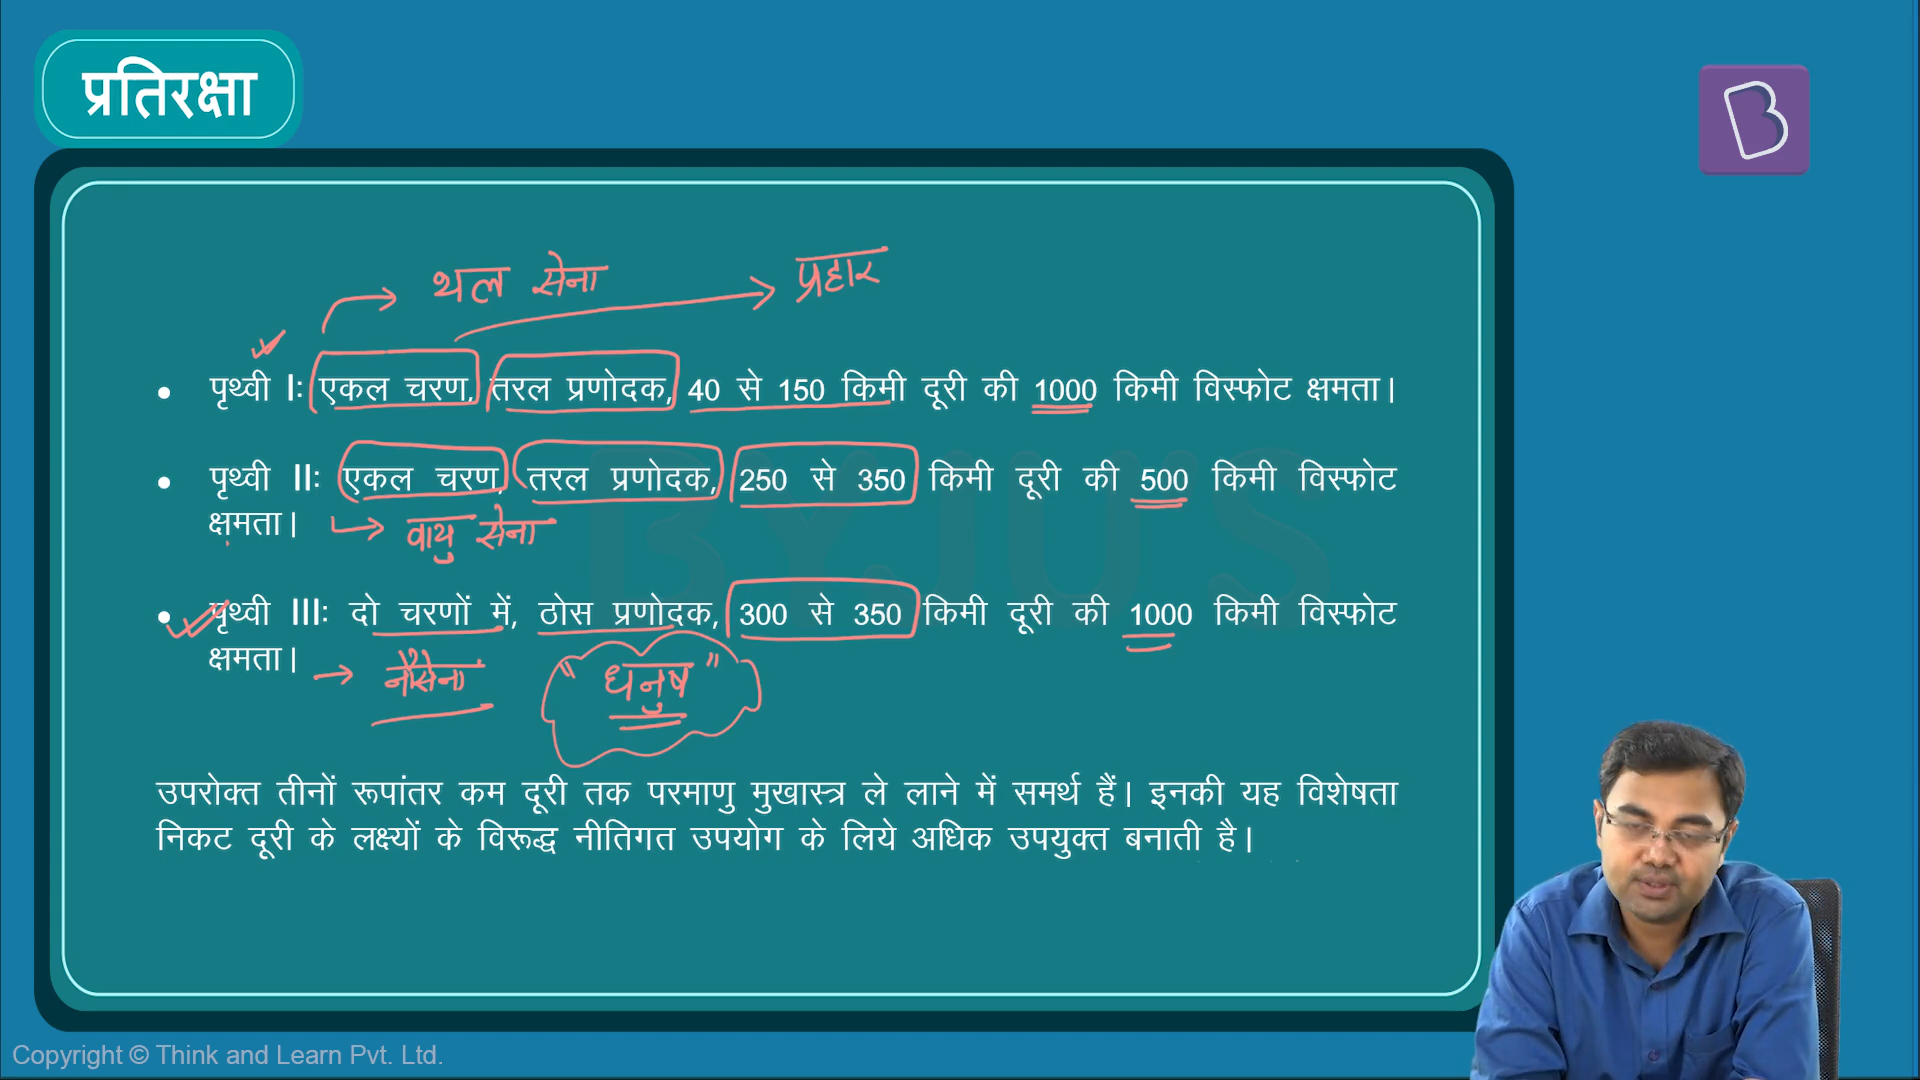 प्रतिरक्षा
B
थल सेना
प्रहार
• पृथ्वी I: एकल चरण, तरल प्रणोदक, 40 से 150 किमी दूरी की 1000 किमी विस्फोट क्षमता।
• पृथ्वी II: एकल चरण, तरल प्रणोदक, 250 से 350 किमी दूरी की 500 किमी विस्फोट
क्षमता।
वायु सेना
• पृथ्वी III: दो चरणों में, ठोस प्रणोदक, 300 से 350 किमी दूरी की 1000 किमी विस्फोट
क्षमता।
नौसेना
" धनुष "
उपरोक्त तीनों रूपांतर कम दूरी तक परमाणु मुखास्त्र ले लाने में समर्थ हैं। इनकी यह विशेषता
निकट दूरी के लक्ष्यों के विरूद्ध नीतिगत उपयोग के लिये अधिक उपयुक्त बनाती है।
BYJU'S
Copyright © Think and Learn Pvt. Ltd.